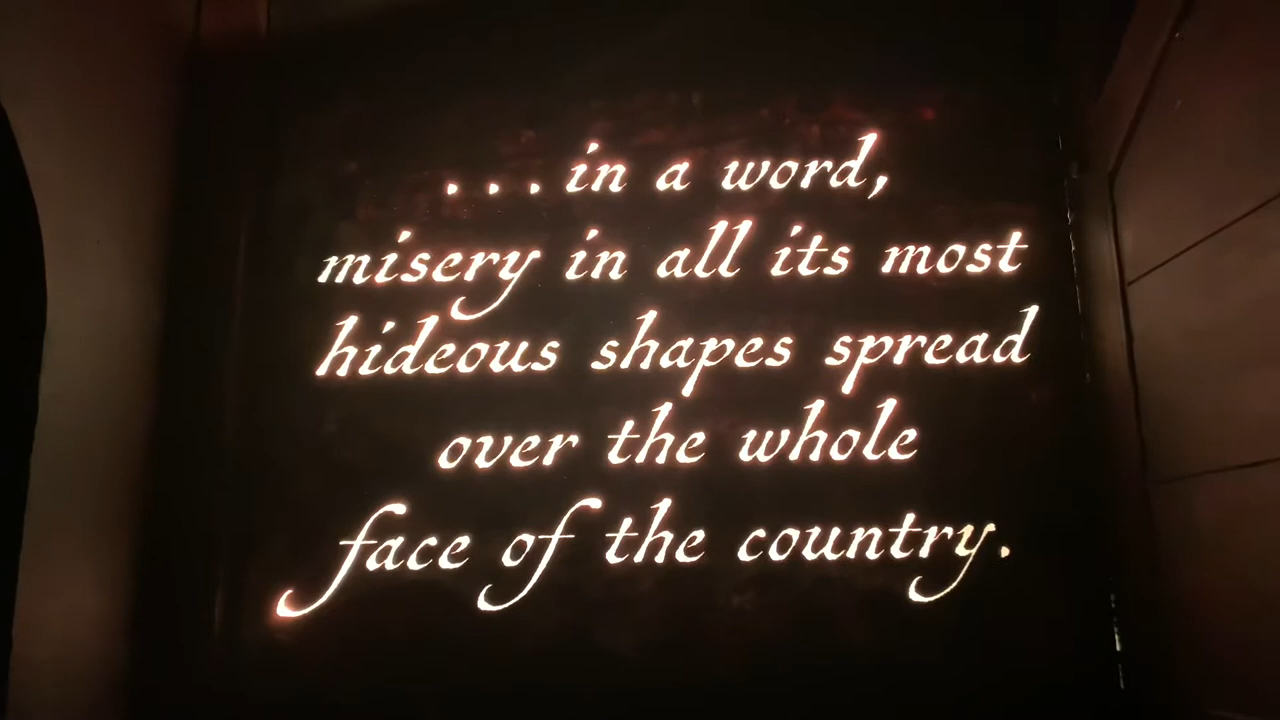 . . . in a word,
misery in all its most
hideous shapes spread
over the whole
face of the country.